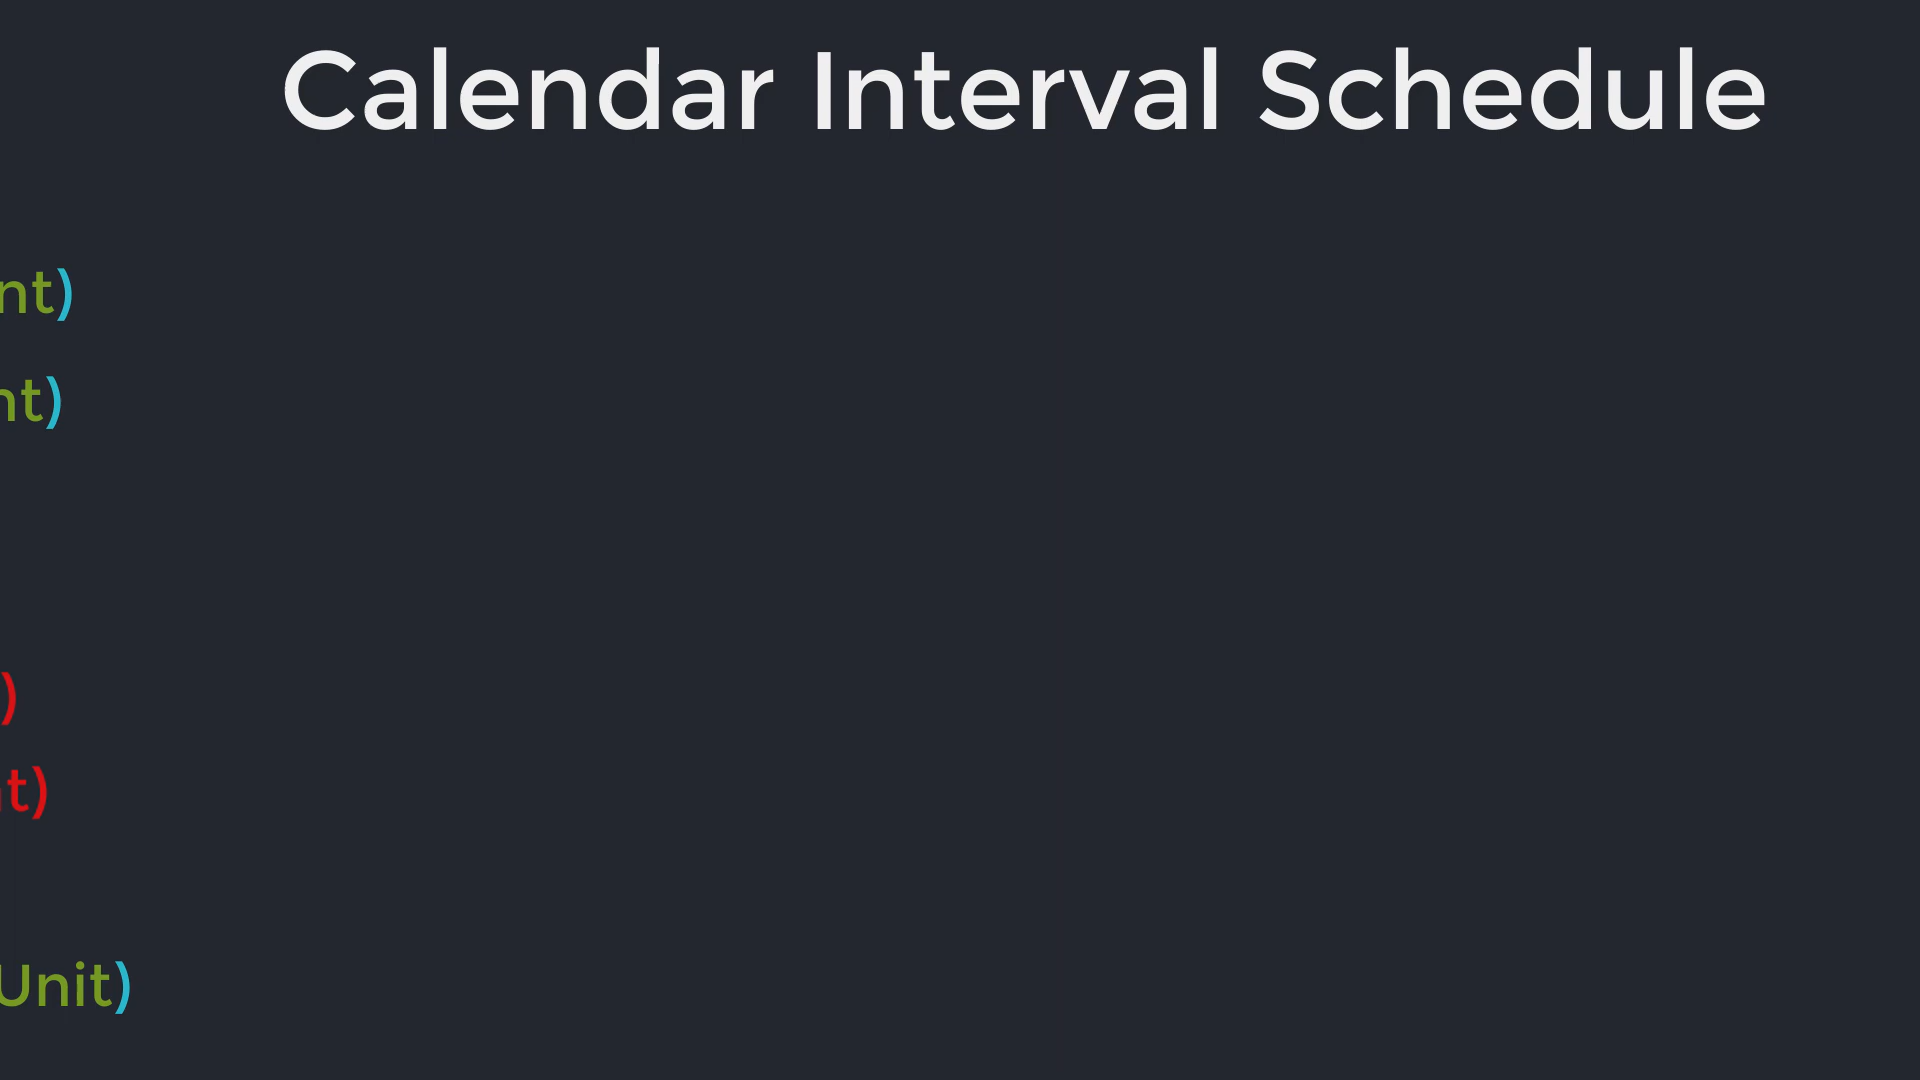 Calendar Interval Schedule
nt)
nt)
)
t)
Unit)